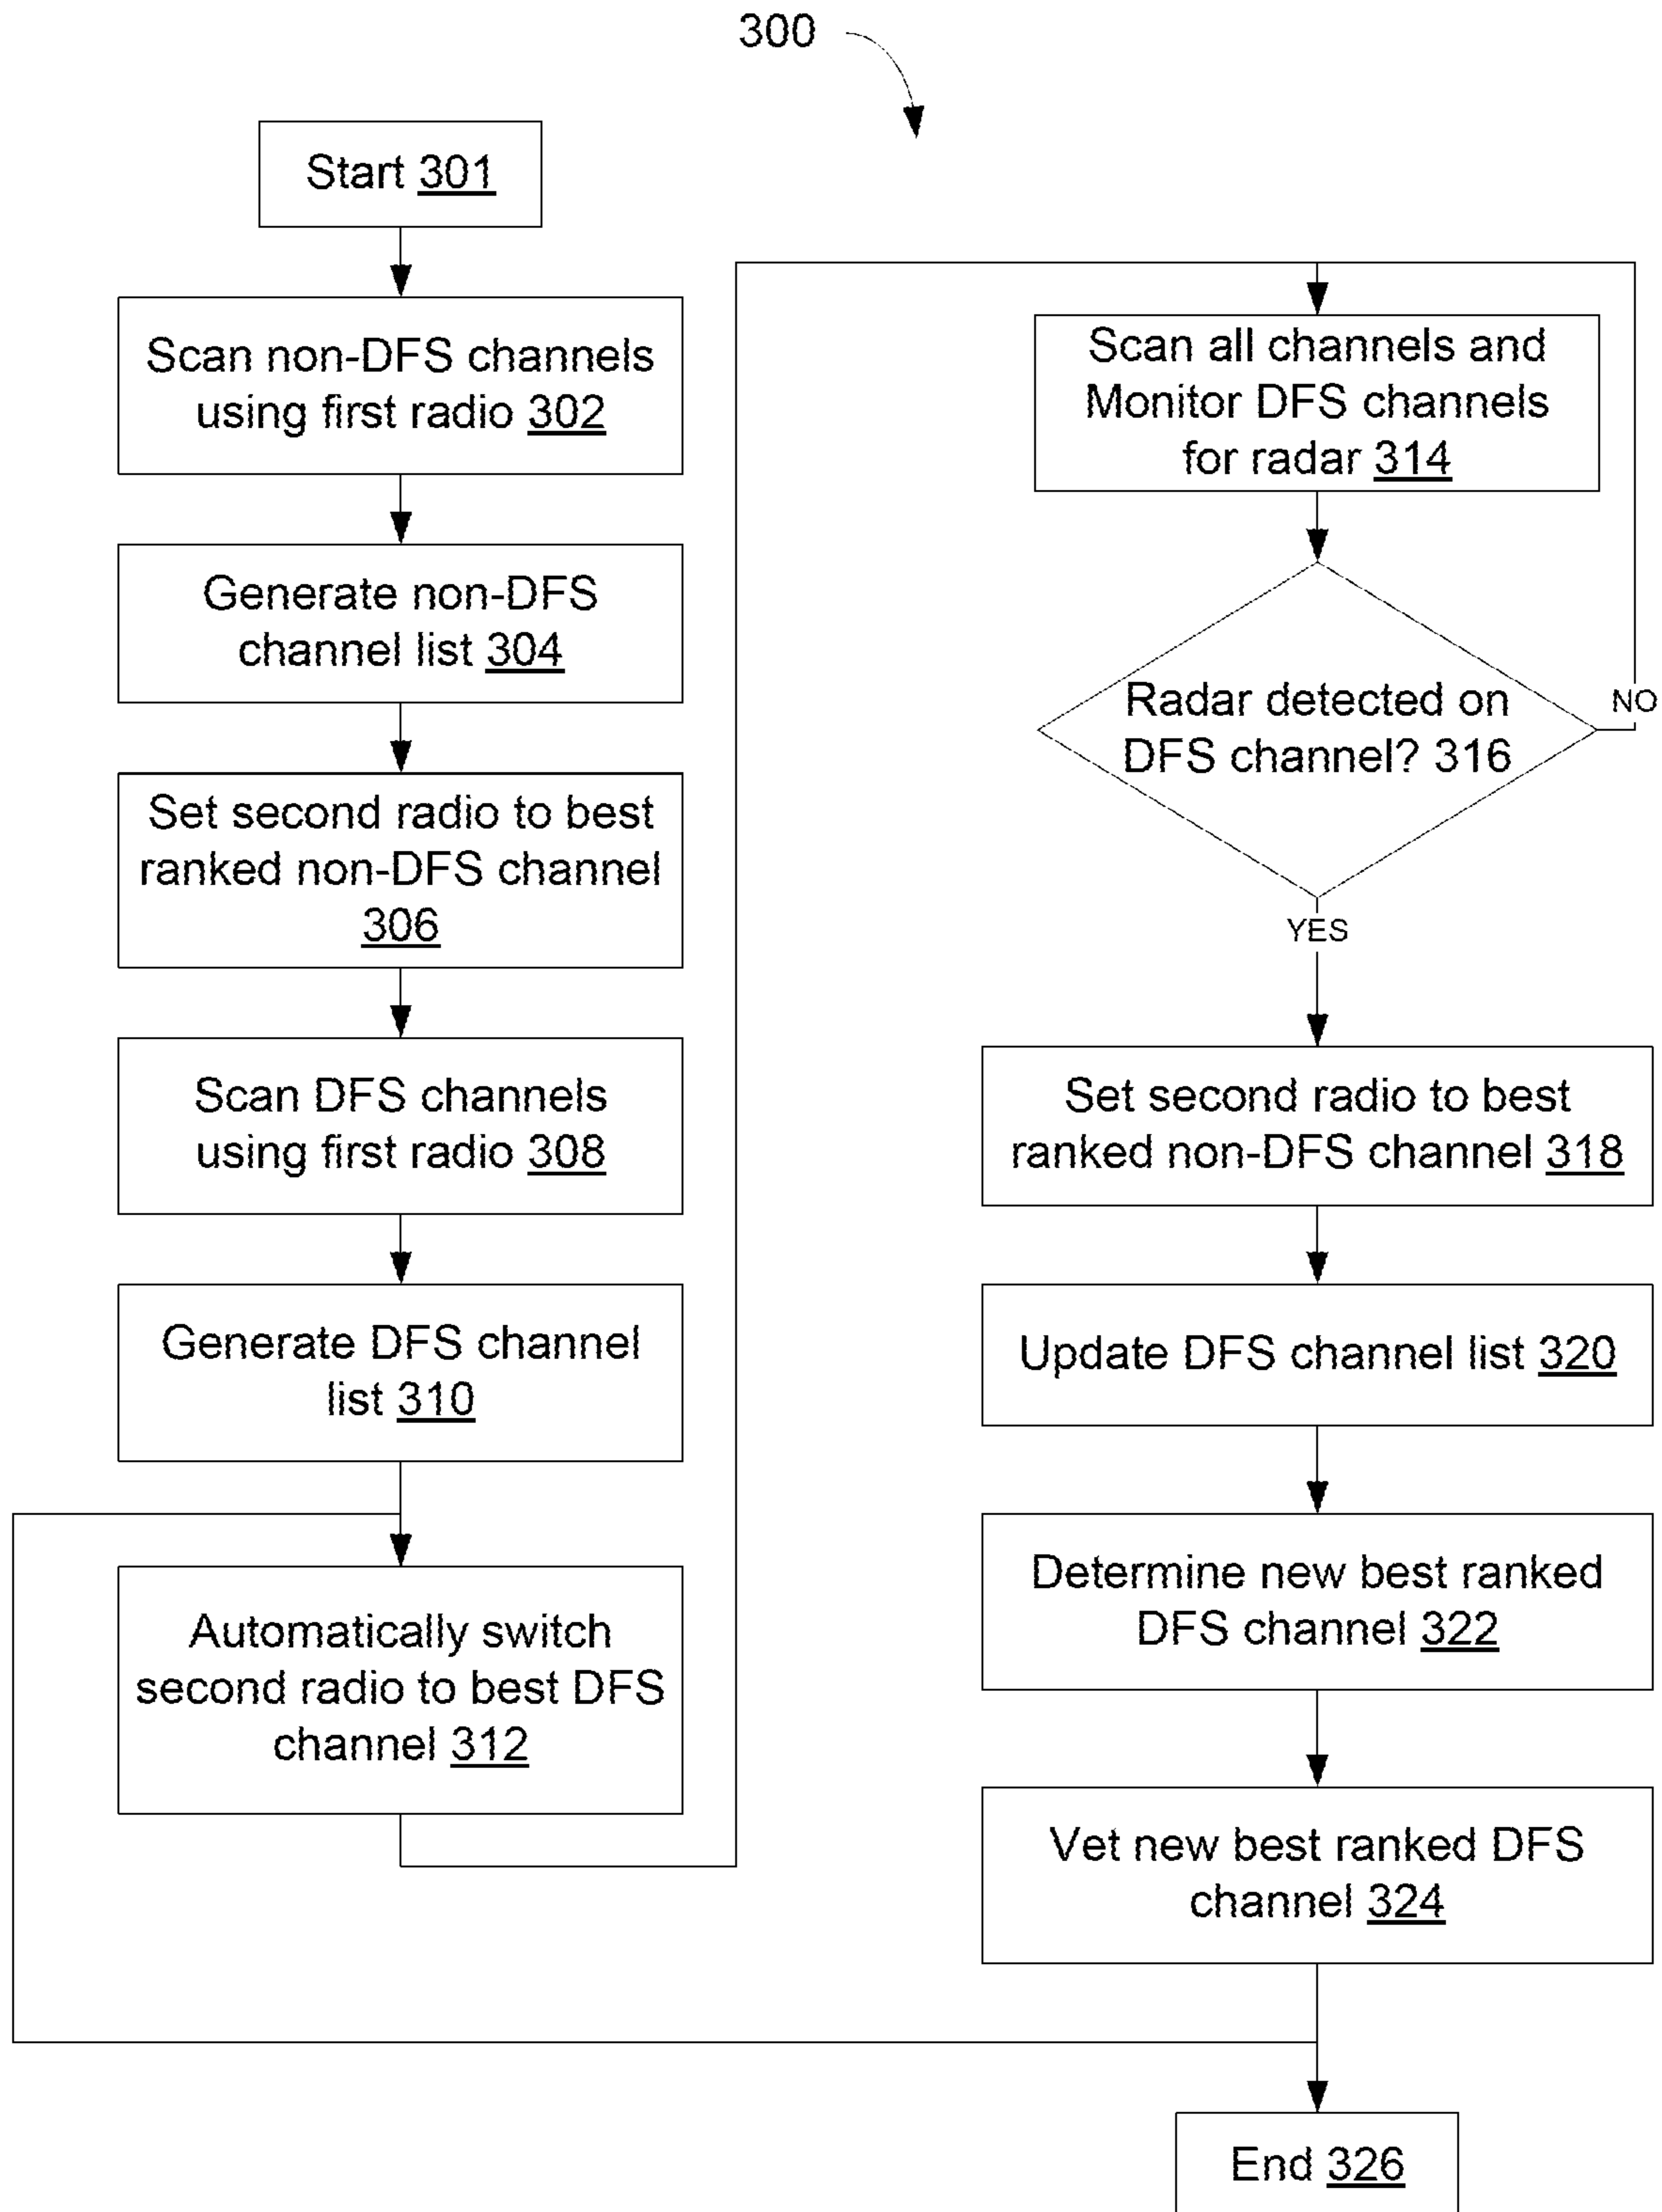 300
Start 301
Scan non-DFS channels
using first radio 302
Generate non-DFS
channel list 304
Set second radio to best
ranked non-DFS channel
306
Scan DFS channels
using first radio 308
Generate DFS channel
list 310
Automatically switch
second radio to best DFS
channel 312
Scan all channels and
Monitor DFS channels
for radar 314
Radar detected on
DFS channel? 316
NO
YES
Set second radio to best
ranked non-DFS channel 318
Update DFS channel list 320
Determine new best ranked
DFS channel 322
Vet new best ranked DFS
channel 324
End 326